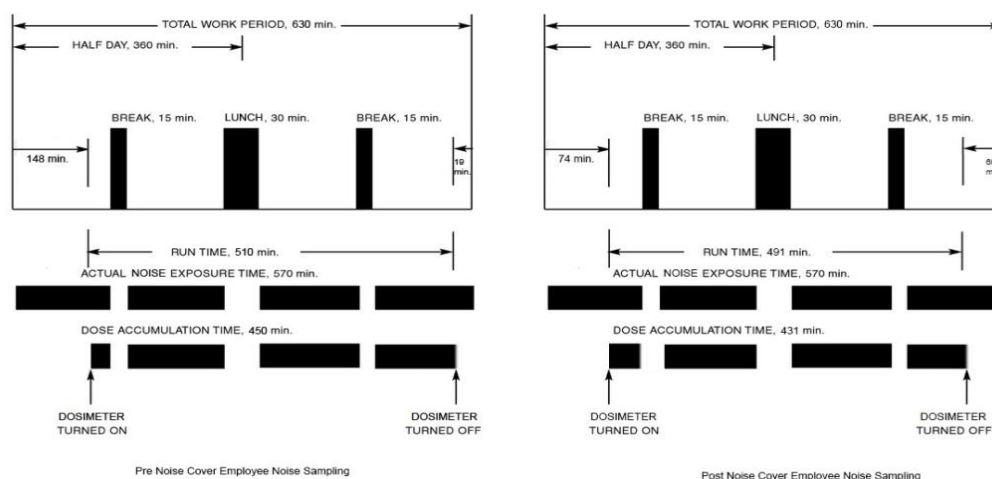 TOTAL WORK PERIOD, 630 min.
HALF DAY, 360 min.
BREAK, 15 min.
LUNCH, 30 min.
BREAK, 15 min.
148 min.
19 min.
RUN TIME, 510 min.
ACTUAL NOISE EXPOSURE TIME, 570 min.
DOSE ACCUMULATION TIME, 450 min.
DOSIMETER
TURNED ON
DOSIMETER
TURNED OFF
Pre Noise Cover Employee Noise Sampling
TOTAL WORK PERIOD, 630 min.
HALF DAY, 360 min.
BREAK, 15 min.
LUNCH, 30 min.
BREAK, 15 min.
74 min.
RUN TIME, 491 min.
ACTUAL NOISE EXPOSURE TIME, 570 min.
DOSE ACCUMULATION TIME, 431 min.
DOSIMETER
TURNED ON
DOSIMETER
TURNED OFF
Post Noise Cover Employee Noise Sampling